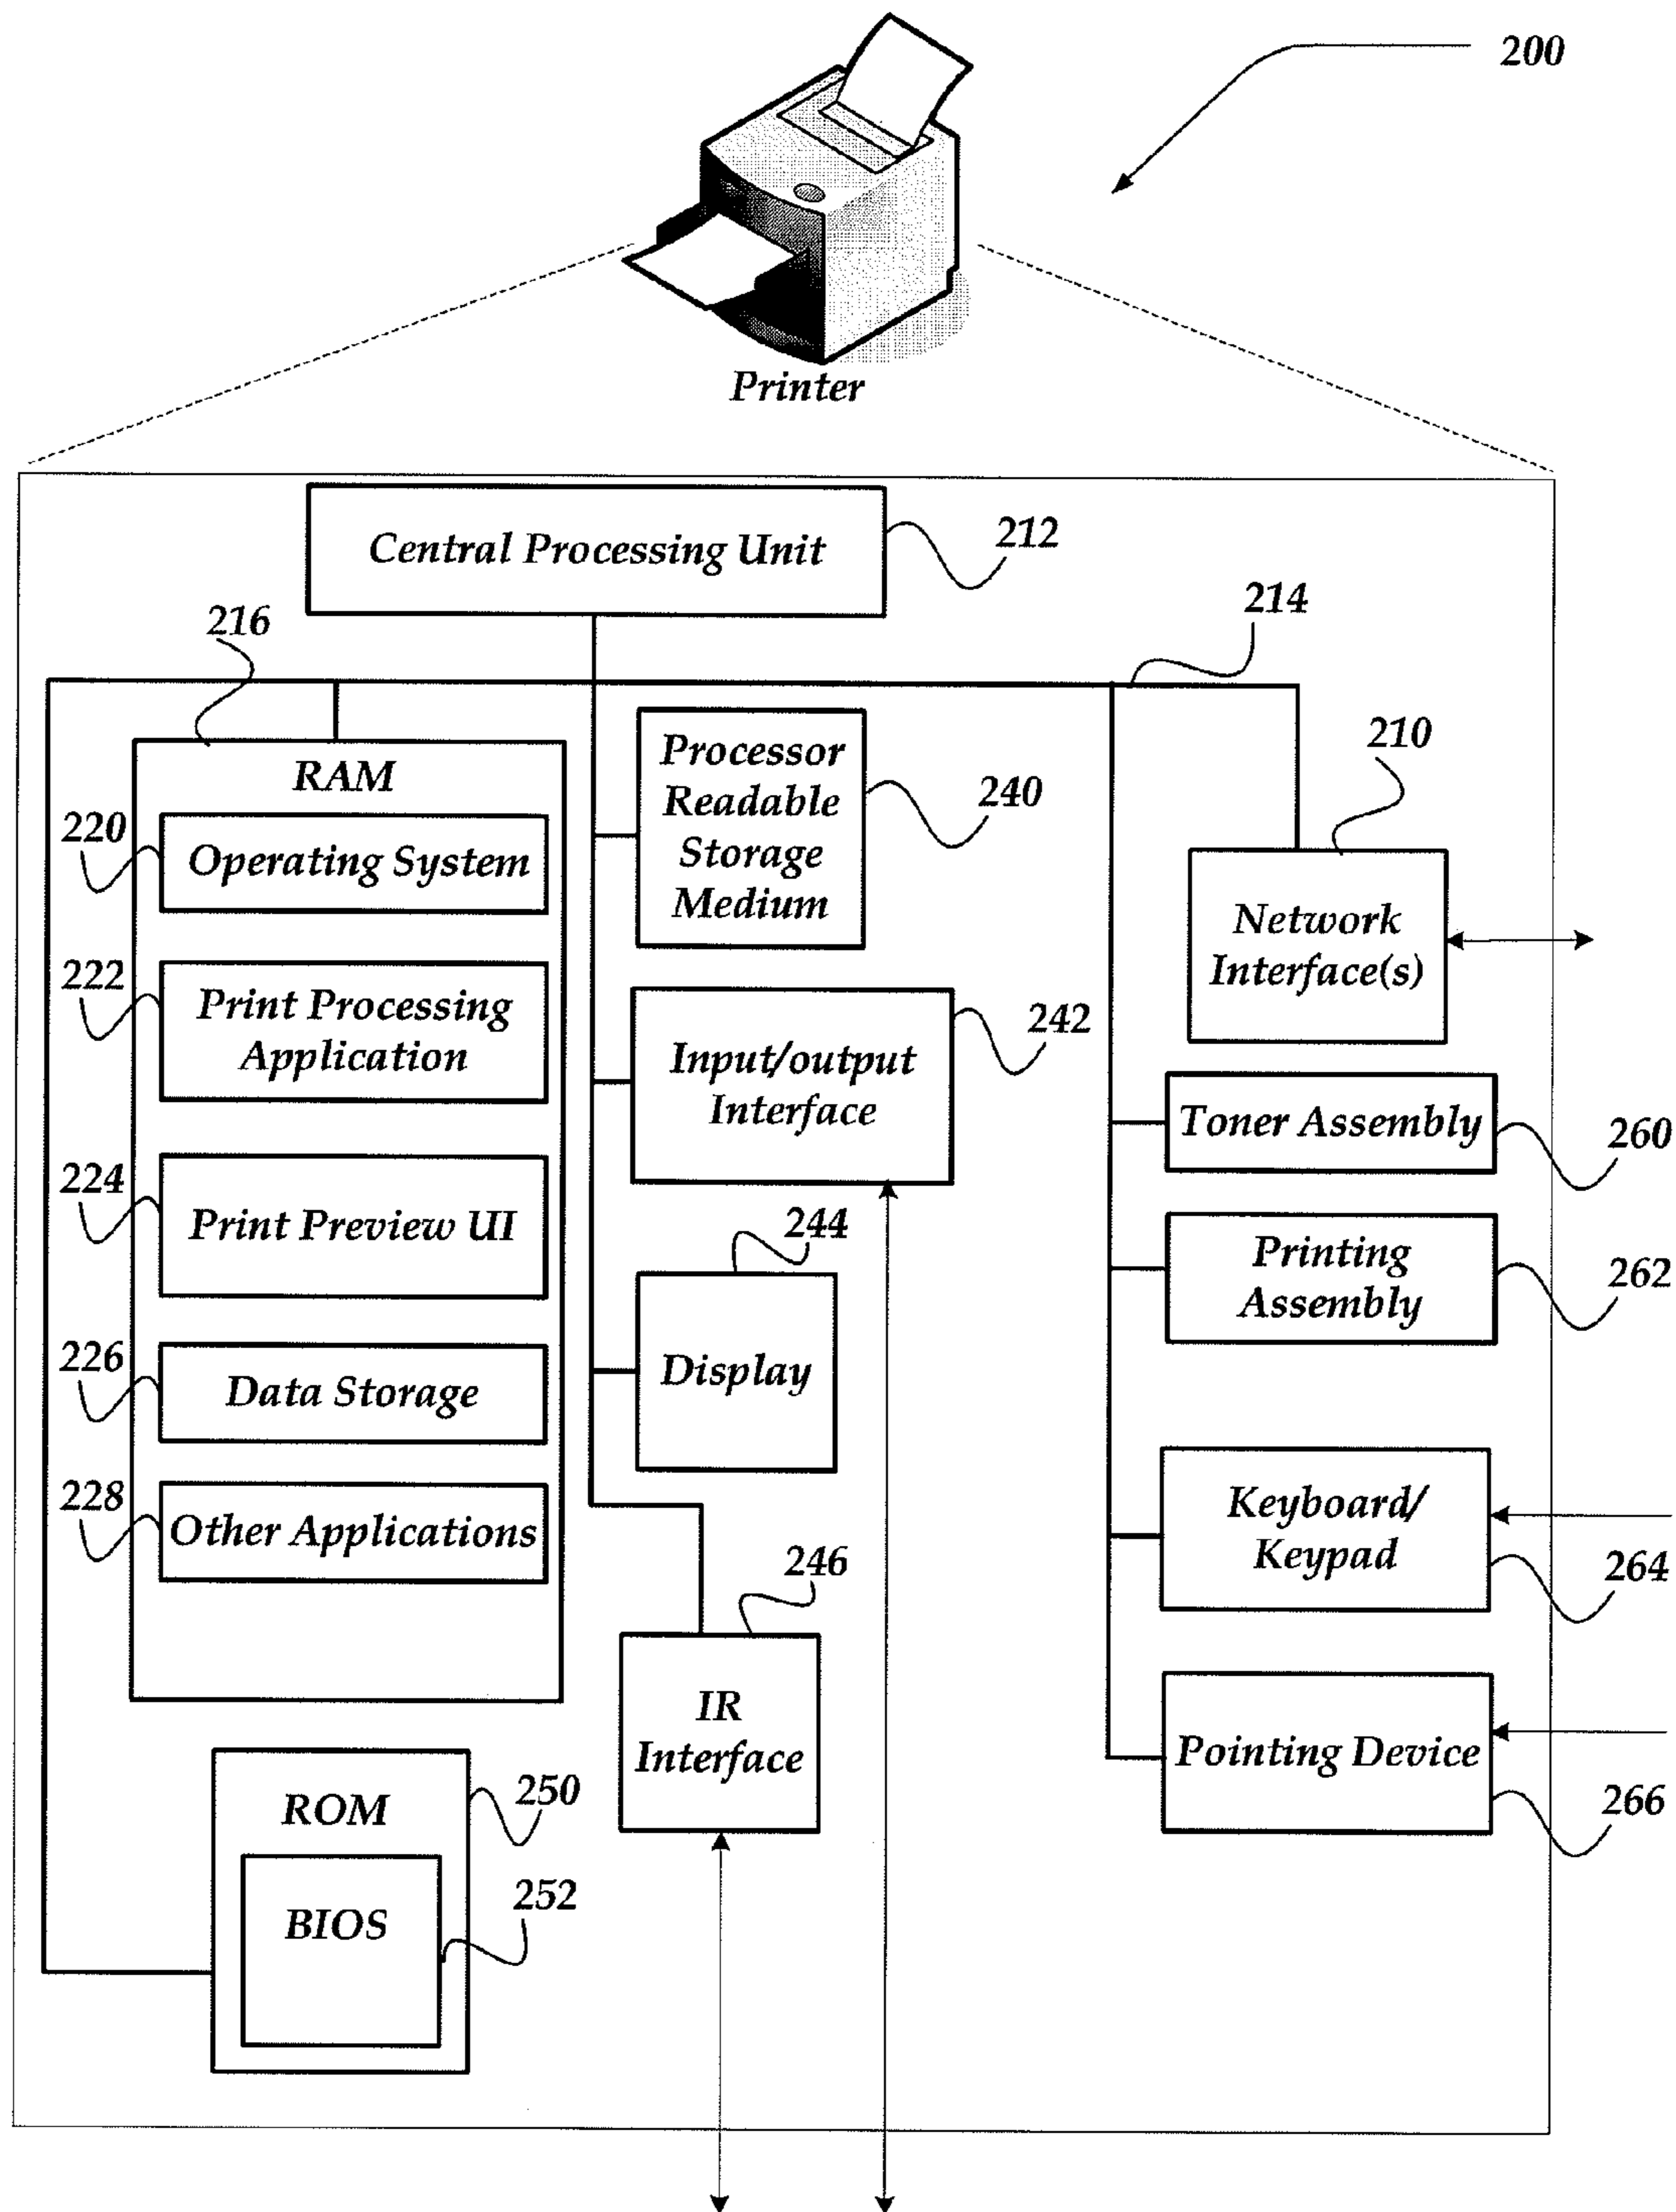 200
Printer
Central Processing Unit
212
216
214
RAM
Processor
Readable
Storage
Medium
240
210
220
Operating System
Network
Interface(s)
222
Print Processing
Application
Input/output
Interface
242
Toner Assembly
260
224
Print Preview UI
244
Printing
Assembly
262
226
Data Storage
Display
228
Other Applications
Keyboard/
Keypad
264
246
IR
Interface
Pointing Device
266
ROM
250
BIOS
252